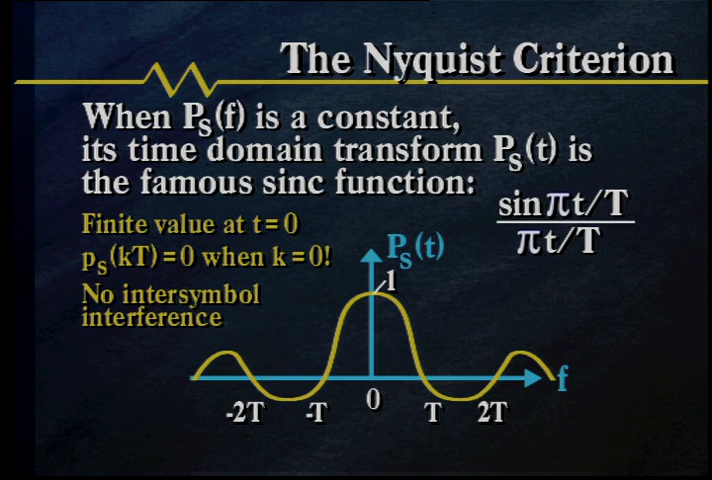 The Nyquist Criterion
When Ps(f) is a constant,
its time domain transform Ps(t) is
the famous sinc function:
sinπt/T
πt/T
Finite value at t=0
ps(kT)=0 when k=0!
No intersymbol
interference
Ps(t)
1
f
-2T -T 0 T 2T